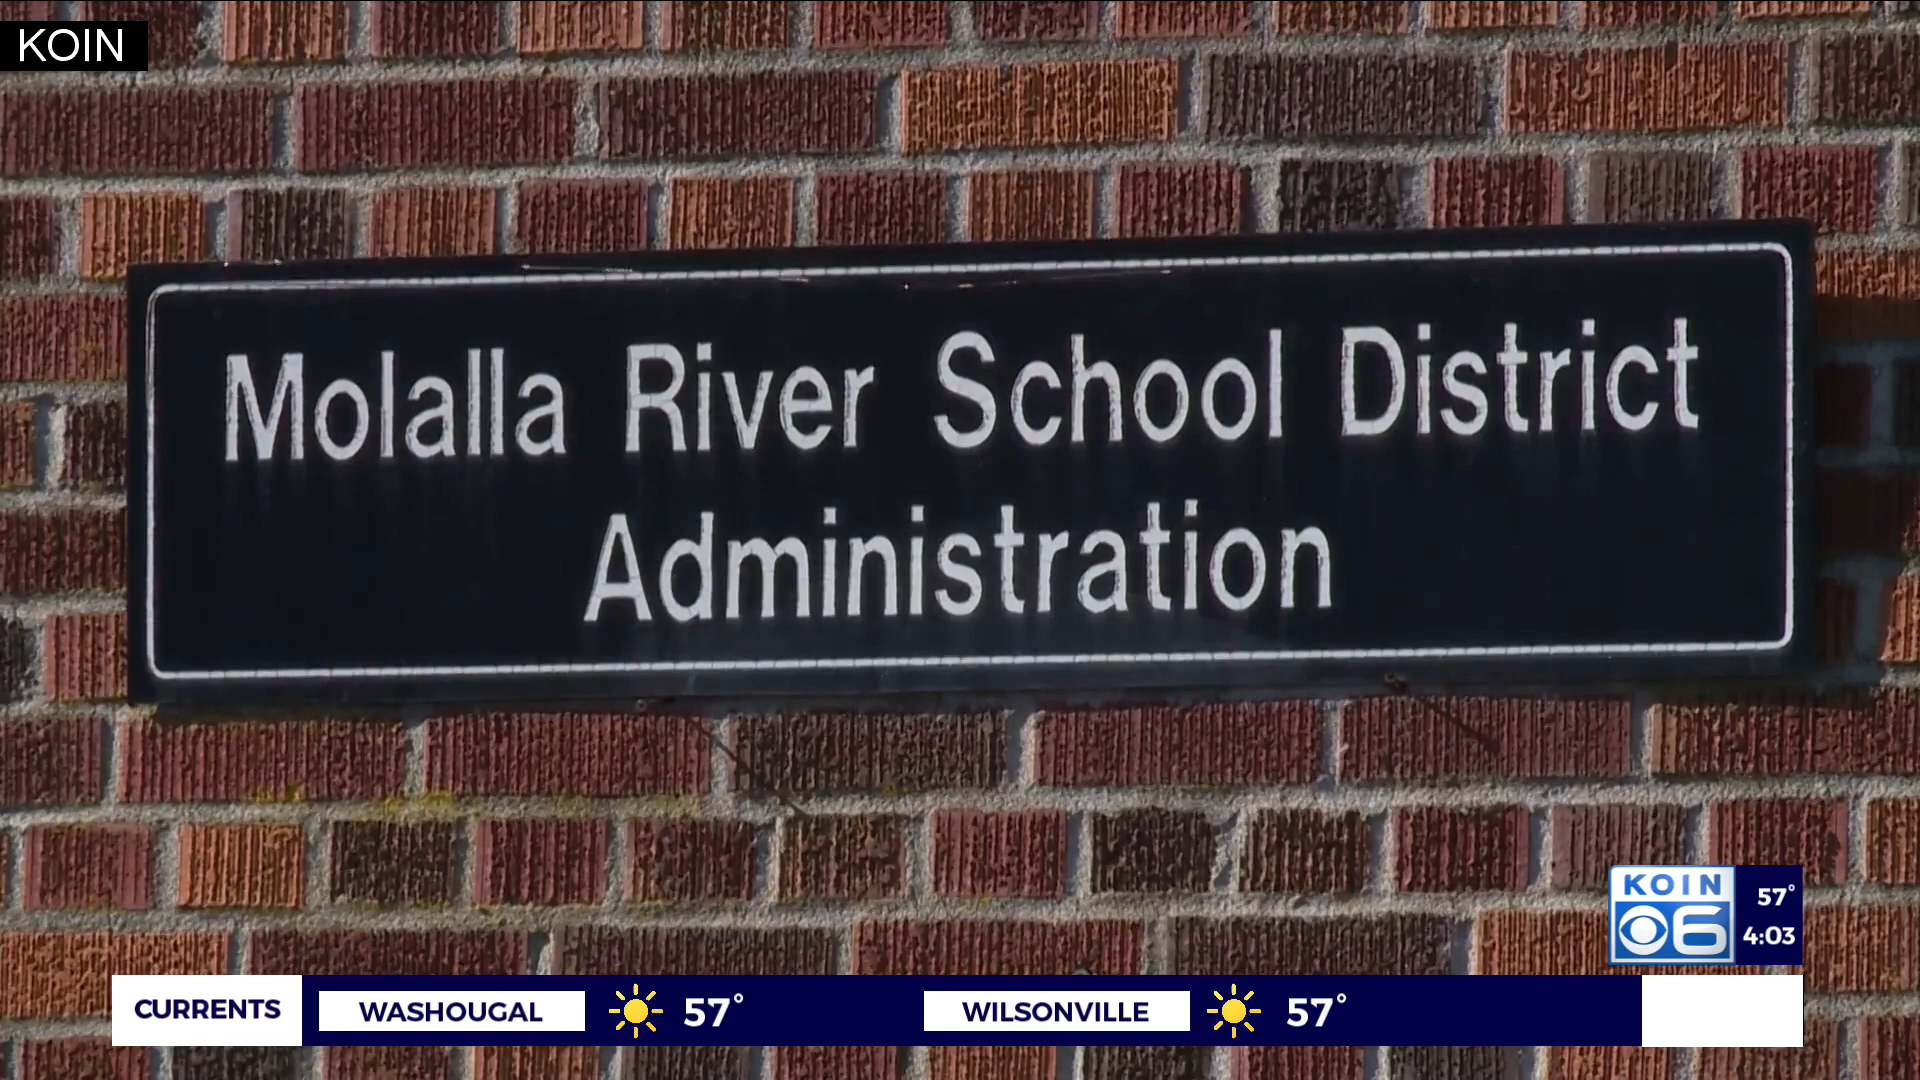 KOIN
Molalla River School District
Administration
KOIN
6
57°
4:03
CURRENTS WASHOUGAL 57° WILSONVILLE 57°